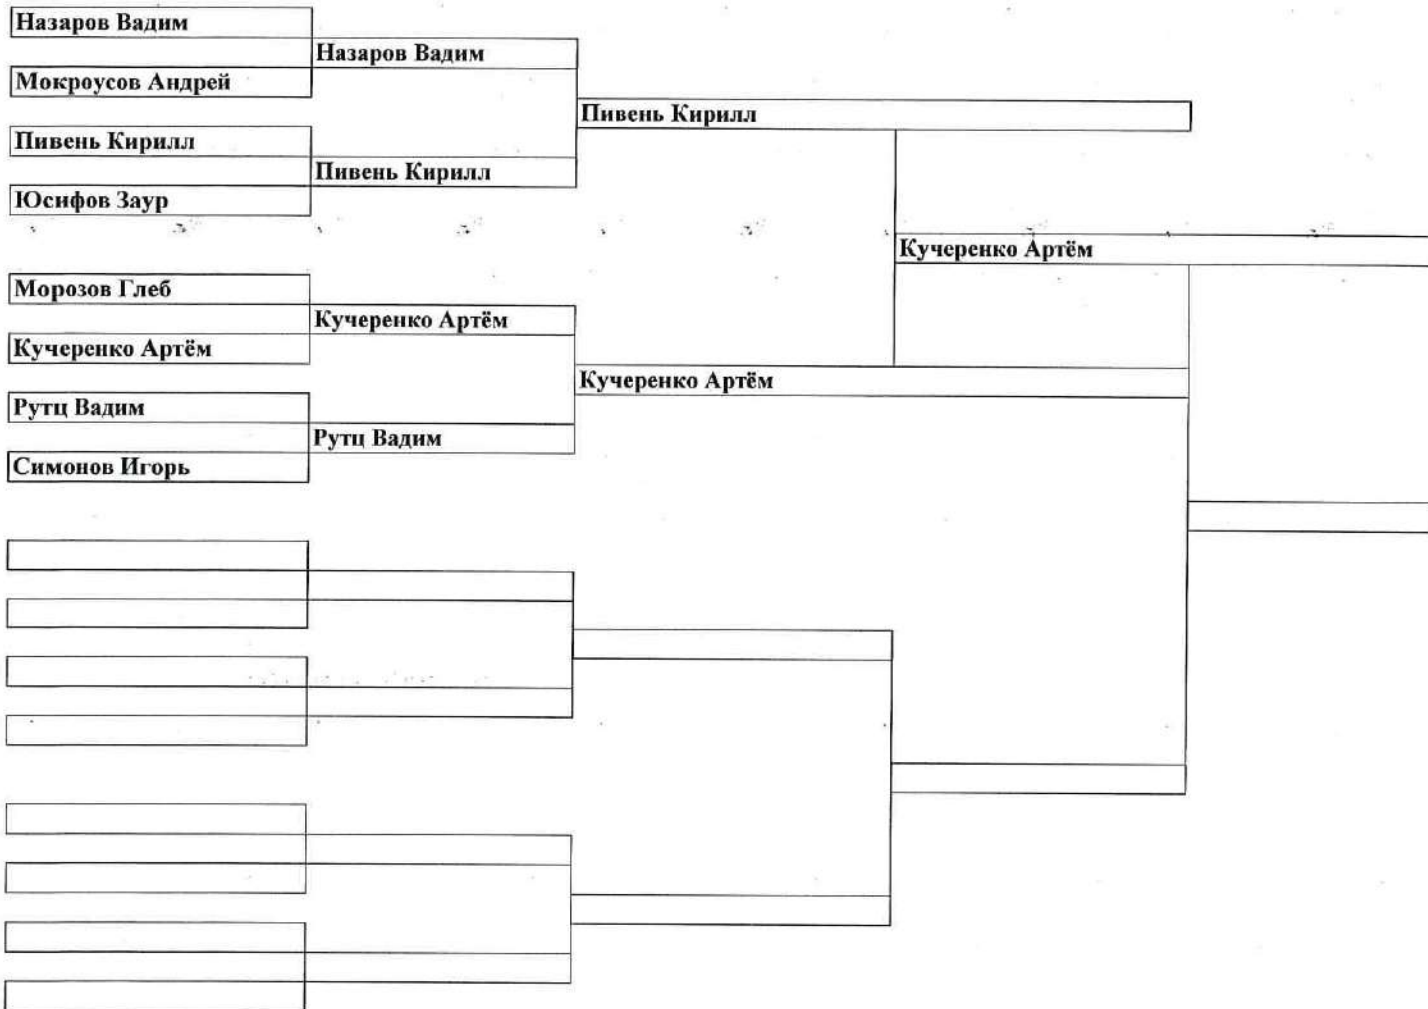 Назаров Вадим
Назаров Вадим
Мокроусов Андрей
Пивень Кирилл
Пивень Кирилл
Пивень Кирилл
Юсифов Заур
Кучеренко Артём
Морозов Глеб
Кучеренко Артём
Кучеренко Артём
Кучеренко Артём
Рутц Вадим
Рутц Вадим
Симонов Игорь